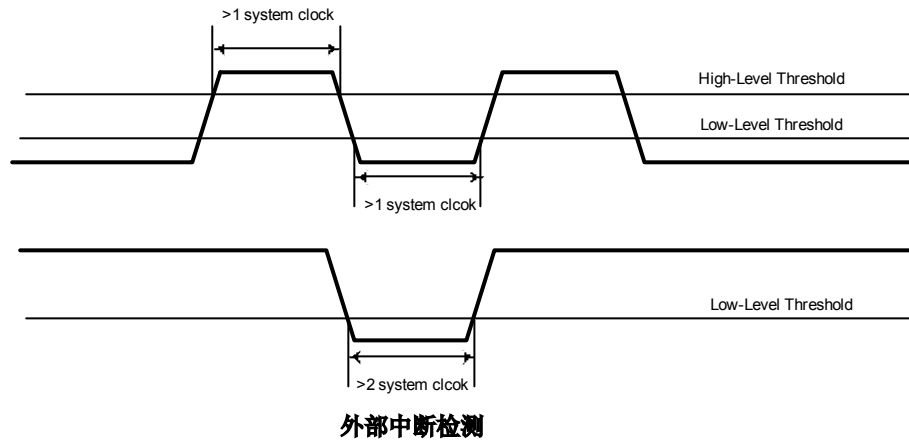 >1 system clock
High-Level Threshold
Low-Level Threshold
>1 system clcok
Low-Level Threshold
>2 system clcok
外部中断检测